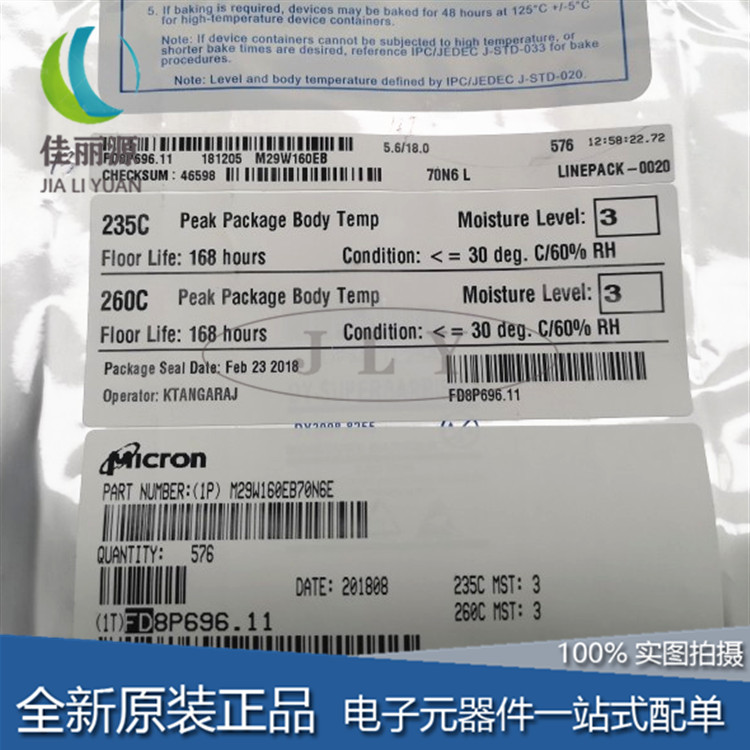 5. If baking is required, devices may be baked for 48 hours at 125°C +/-5°C
for high-temperature device containers.
Note: If device containers cannot be subjected to high temperature, or
shorter bake times are desired, reference IPC/JEDEC J-STD-033 for bake
procedures.
Note: Level and body temperature defined by IPC/JEDEC J-STD-020.
佳丽源
JIA LI YUAN
5.6/18.0 576 12:58:22.72
FD8P696.11 181205 M29W160EB
CHECKSUM: 46598 70N6 L LINEPACK-0020
235C Peak Package Body Temp Moisture Level: 3
Floor Life: 168 hours Condition: <= 30 deg. C/60% RH
260C Peak Package Body Temp Moisture Level: 3
Floor Life: 168 hours Condition: <= 30 deg. C/60% RH
JLY
Package Seal Date: Feb 23 2018
Operator: KTANGARAJ FD8P696.11
Micron
PART NUMBER:(1P) M29W160EB70N6E
QUANTITY: 576
DATE: 201808 235C MST: 3
260C MST: 3
(1T)FD8P696.11
100% 实图拍摄
全新原装正品 电子元器件一站式配单